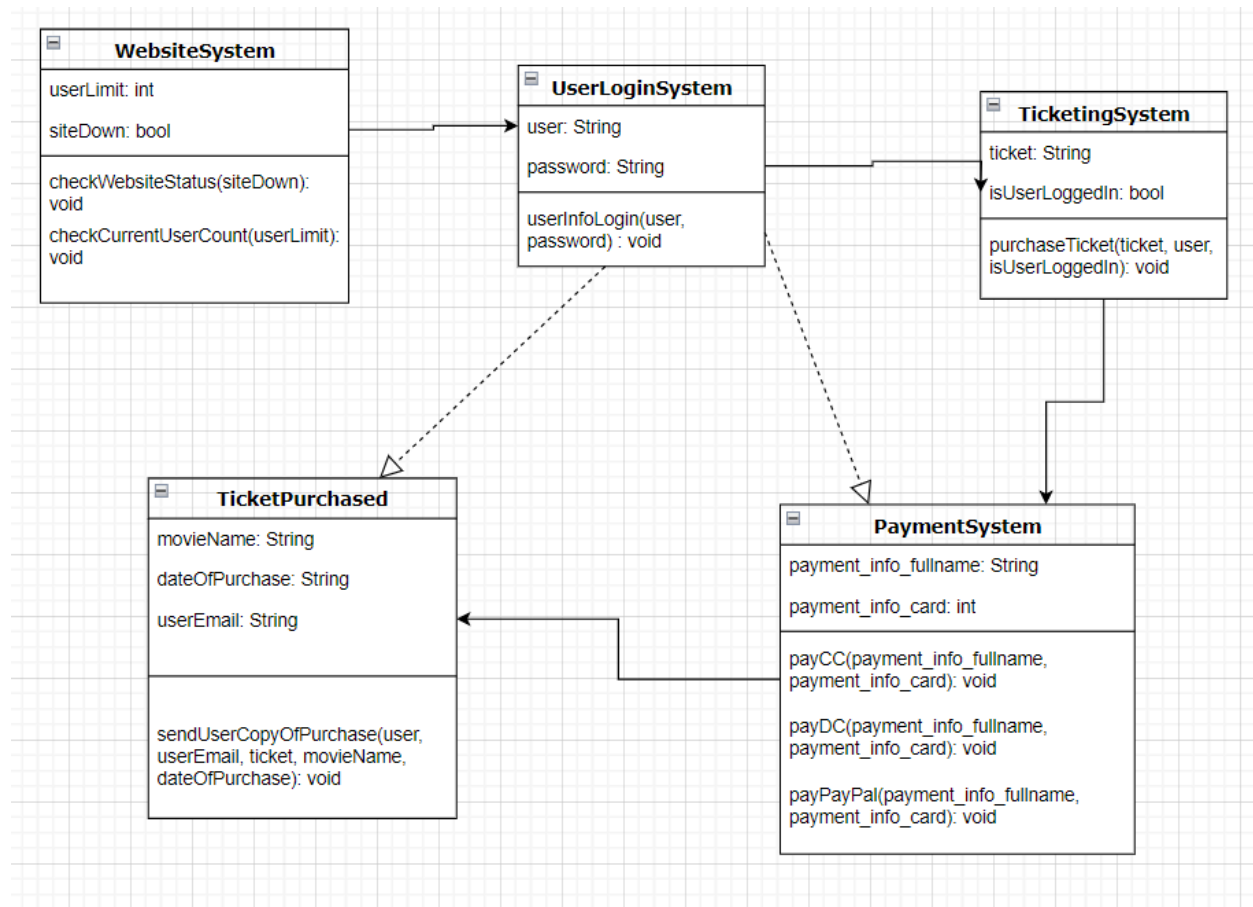 WebsiteSystem
userLimit: int
siteDown: bool
checkWebsiteStatus(siteDown):
void
checkCurrentUserCount(userLimit):
void
UserLoginSystem
user: String
password: String
userInfoLogin(user,
password) : void
TicketingSystem
ticket: String
isUserLoggedIn: bool
purchaseTicket(ticket, user,
isUserLoggedIn): void
TicketPurchased
movieName: String
dateOfPurchase: String
userEmail: String
sendUserCopyOfPurchase(user,
userEmail, ticket, movieName,
dateOfPurchase): void
PaymentSystem
payment_info_fullname: String
payment_info_card: int
payCC(payment_info_fullname,
payment_info_card): void
payDC(payment_info_fullname,
payment_info_card): void
payPayPal(payment_info_fullname,
payment_info_card): void